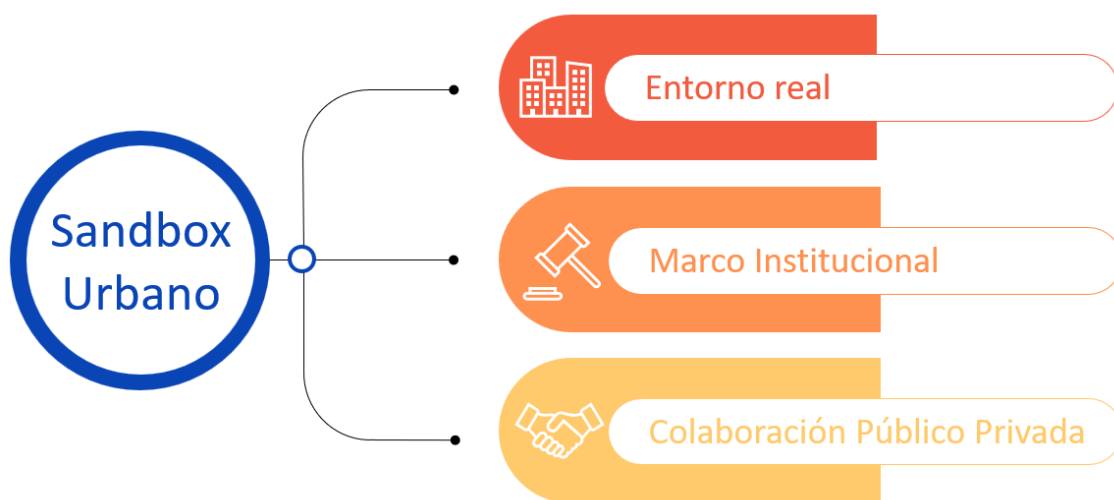 Sandbox
Urbano
Entorno real
Marco Institucional
Colaboración Público Privada